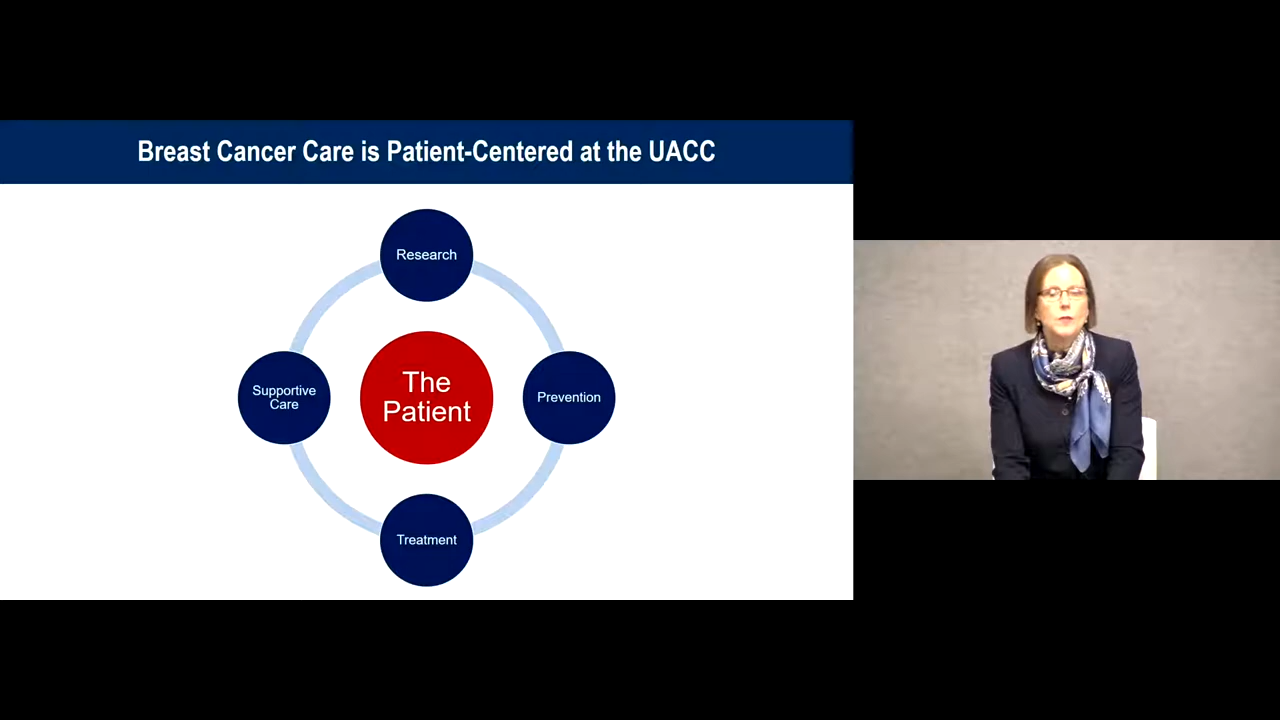 Breast Cancer Care is Patient-Centered at the UACC
Research
Supportive
Care
The
Patient
Prevention
Treatment